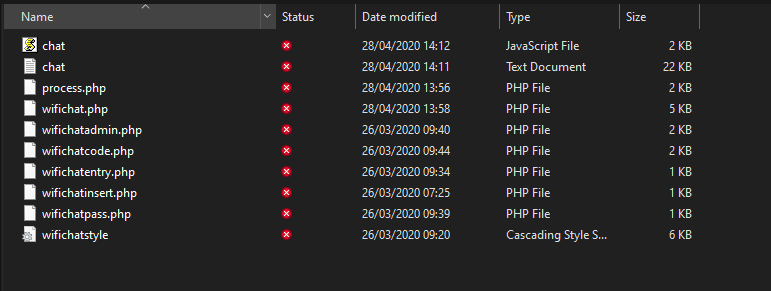 Name Status Date modified Type Size
chat 28/04/2020 14:12 JavaScript File 2 KB
chat 28/04/2020 14:11 Text Document 22 KB
process.php 28/04/2020 13:56 PHP File 2 KB
wifichat.php 28/04/2020 13:58 PHP File 5 KB
wifichatadmin.php 26/03/2020 09:40 PHP File 2 KB
wifichatcode.php 26/03/2020 09:44 PHP File 2 KB
wifichatentry.php 26/03/2020 09:34 PHP File 1 KB
wifichatinsert.php 26/03/2020 07:25 PHP File 1 KB
wifichatpass.php 26/03/2020 09:39 PHP File 1 KB
wifichatstyle 26/03/2020 09:20 Cascading Style S... 6 KB